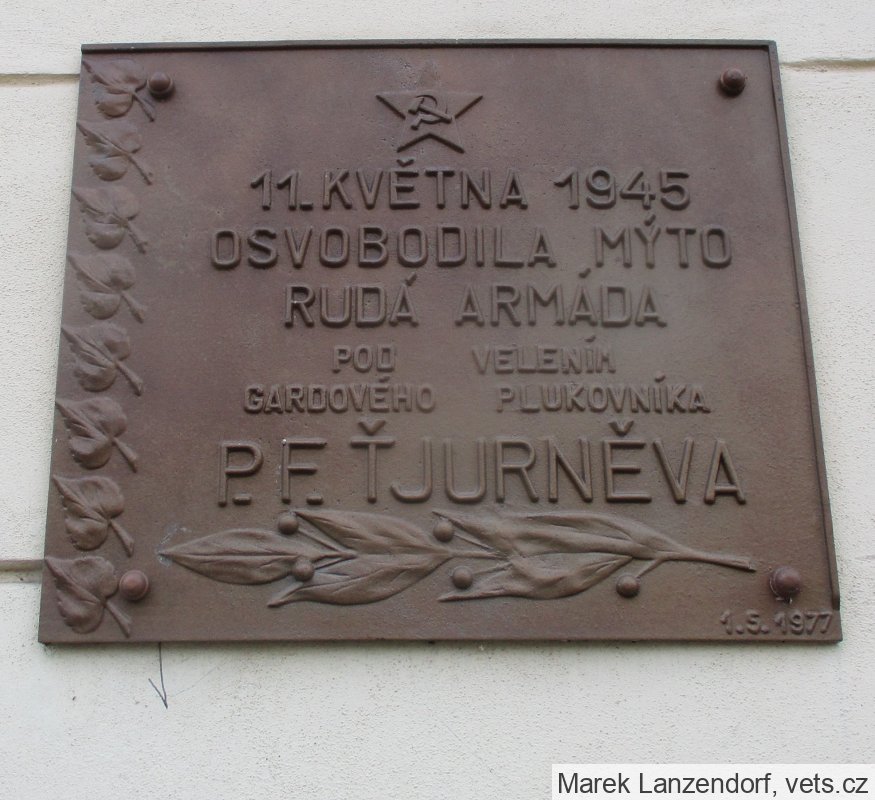 11. KVĚTNA 1945
OSVOBODILA MÝTO
RUDÁ ARMÁDA
POD VELENÍM
GARDOVÉHO PLUKOVNÍKA
P. F. ŤJURNĚVA
1.5.1977
Marek Lanzendorf, vets.cz